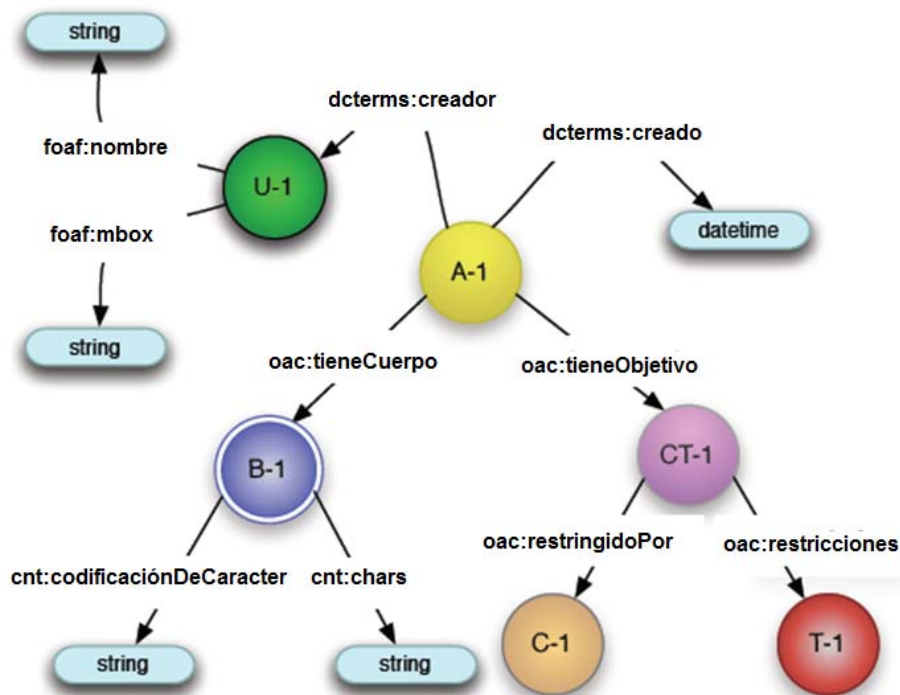 string
dcterms:creador
dcterms:creado
foaf:nombre
U-1
foaf:mbox
datetime
A-1
string
oac:tieneCuerpo
oac:tieneObjetivo
B-1
CT-1
oac:restringidoPor
oac:restricciones
cnt:codificaciónDeCaracter
cnt:chars
C-1
T-1
string
string